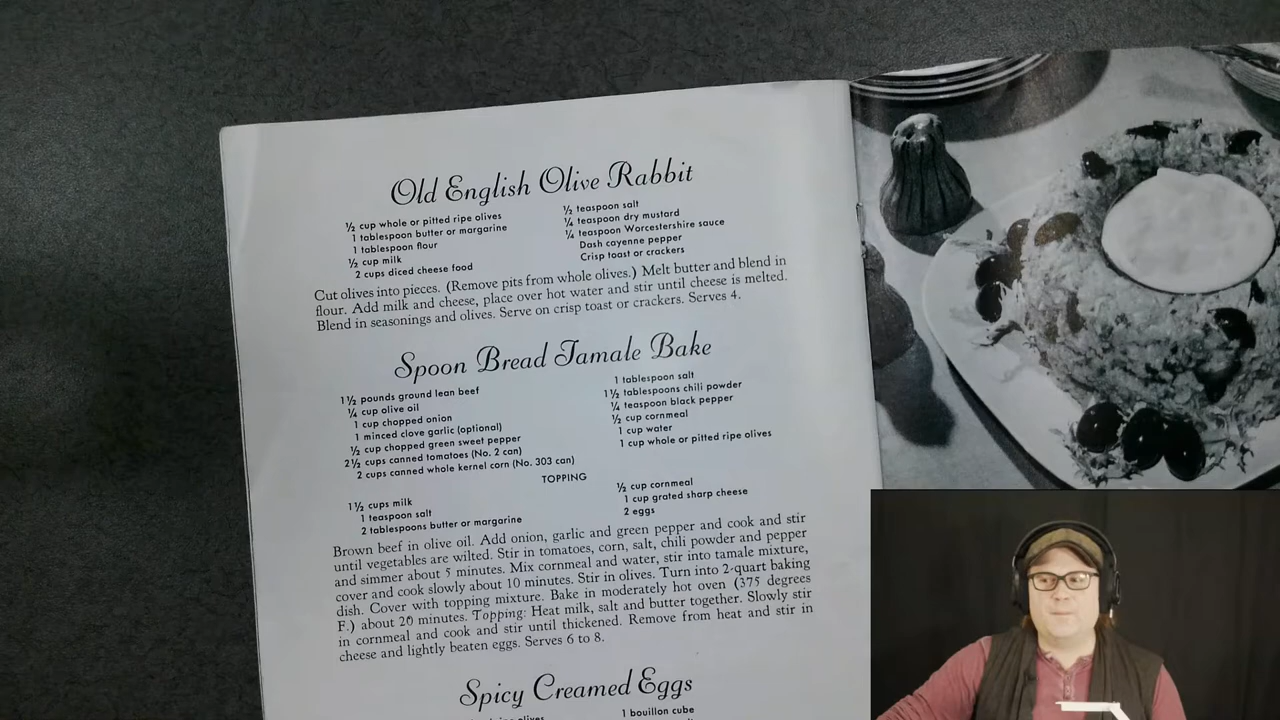 Old English Olive Rabbit
½ cup whole or pitted ripe olives
1 tablespoon butter or margarine
1 tablespoon flour
½ cup milk
2 cups diced cheese food
½ teaspoon salt
¼ teaspoon dry mustard
¼ teaspoon Worcestershire sauce
Dash cayenne pepper
Crisp toast or crackers
Cut olives into pieces. (Remove pits from whole olives.) Melt butter and blend in
flour. Add milk and cheese, place over hot water and stir until cheese is melted.
Blend in seasonings and olives. Serve on crisp toast or crackers. Serves 4.
Spoon Bread Tamale Bake
1½ pounds ground lean beef
¼ cup olive oil
1 cup chopped onion
1 minced clove garlic (optional)
½ cup chopped green sweet pepper
2½ cups canned tomatoes (No. 2 can)
2 cups canned whole kernel corn (No. 303 can)
1 tablespoon salt
1½ tablespoons chili powder
¼ teaspoon black pepper
½ cup cornmeal
1 cup water
1 cup whole or pitted ripe olives
TOPPING
1½ cups milk
1 teaspoon salt
2 tablespoons butter or margarine
½ cup cornmeal
1 cup grated sharp cheese
2 eggs
Brown beef in olive oil. Add onion, garlic and green pepper and cook and stir
until vegetables are wilted. Stir in tomatoes, corn, salt, chili powder and pepper
and simmer about 5 minutes. Mix cornmeal and water, stir into tamale mixture,
cover and cook slowly about 10 minutes. Stir in olives. Turn into 2-quart baking
dish. Cover with topping mixture. Bake in moderately hot oven (375 degrees
F.) about 20 minutes. Topping: Heat milk, salt and butter together. Slowly stir
in cornmeal and cook and stir until thickened. Remove from heat and stir in
cheese and lightly beaten eggs. Serves 6 to 8.
Spicy Creamed Eggs
olives
1 bouillon cube